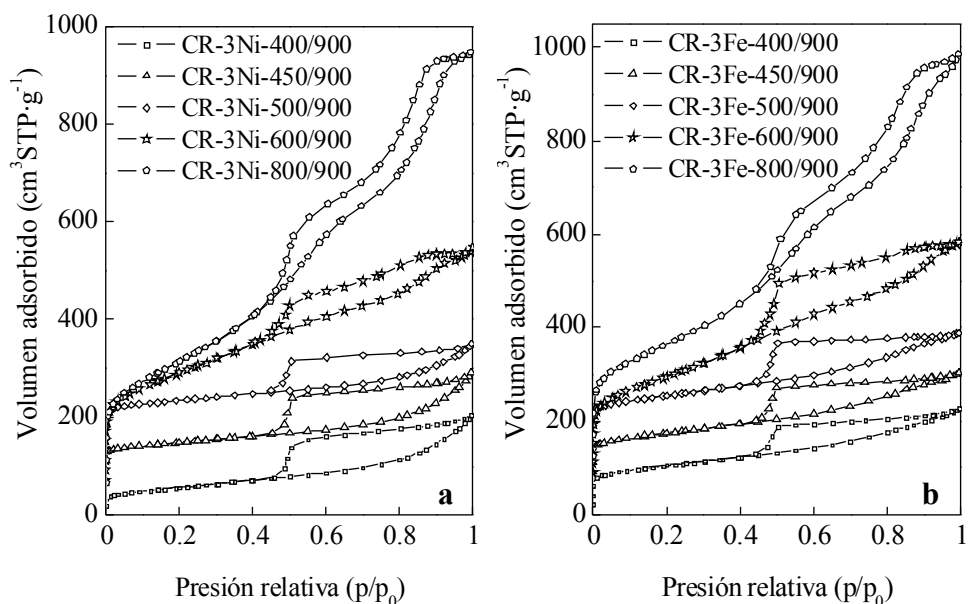 1000
800
600
400
200
0
Volumen adsorbido (cm³STP·g⁻¹)
CR-3Ni-400/900
CR-3Ni-450/900
CR-3Ni-500/900
CR-3Ni-600/900
CR-3Ni-800/900
a
0 0.2 0.4 0.6 0.8 1
Presión relativa (p/p₀)
1000
800
600
400
200
0
Volumen adsorbido (cm³STP·g⁻¹)
CR-3Fe-400/900
CR-3Fe-450/900
CR-3Fe-500/900
CR-3Fe-600/900
CR-3Fe-800/900
b
0 0.2 0.4 0.6 0.8 1
Presión relativa (p/p₀)